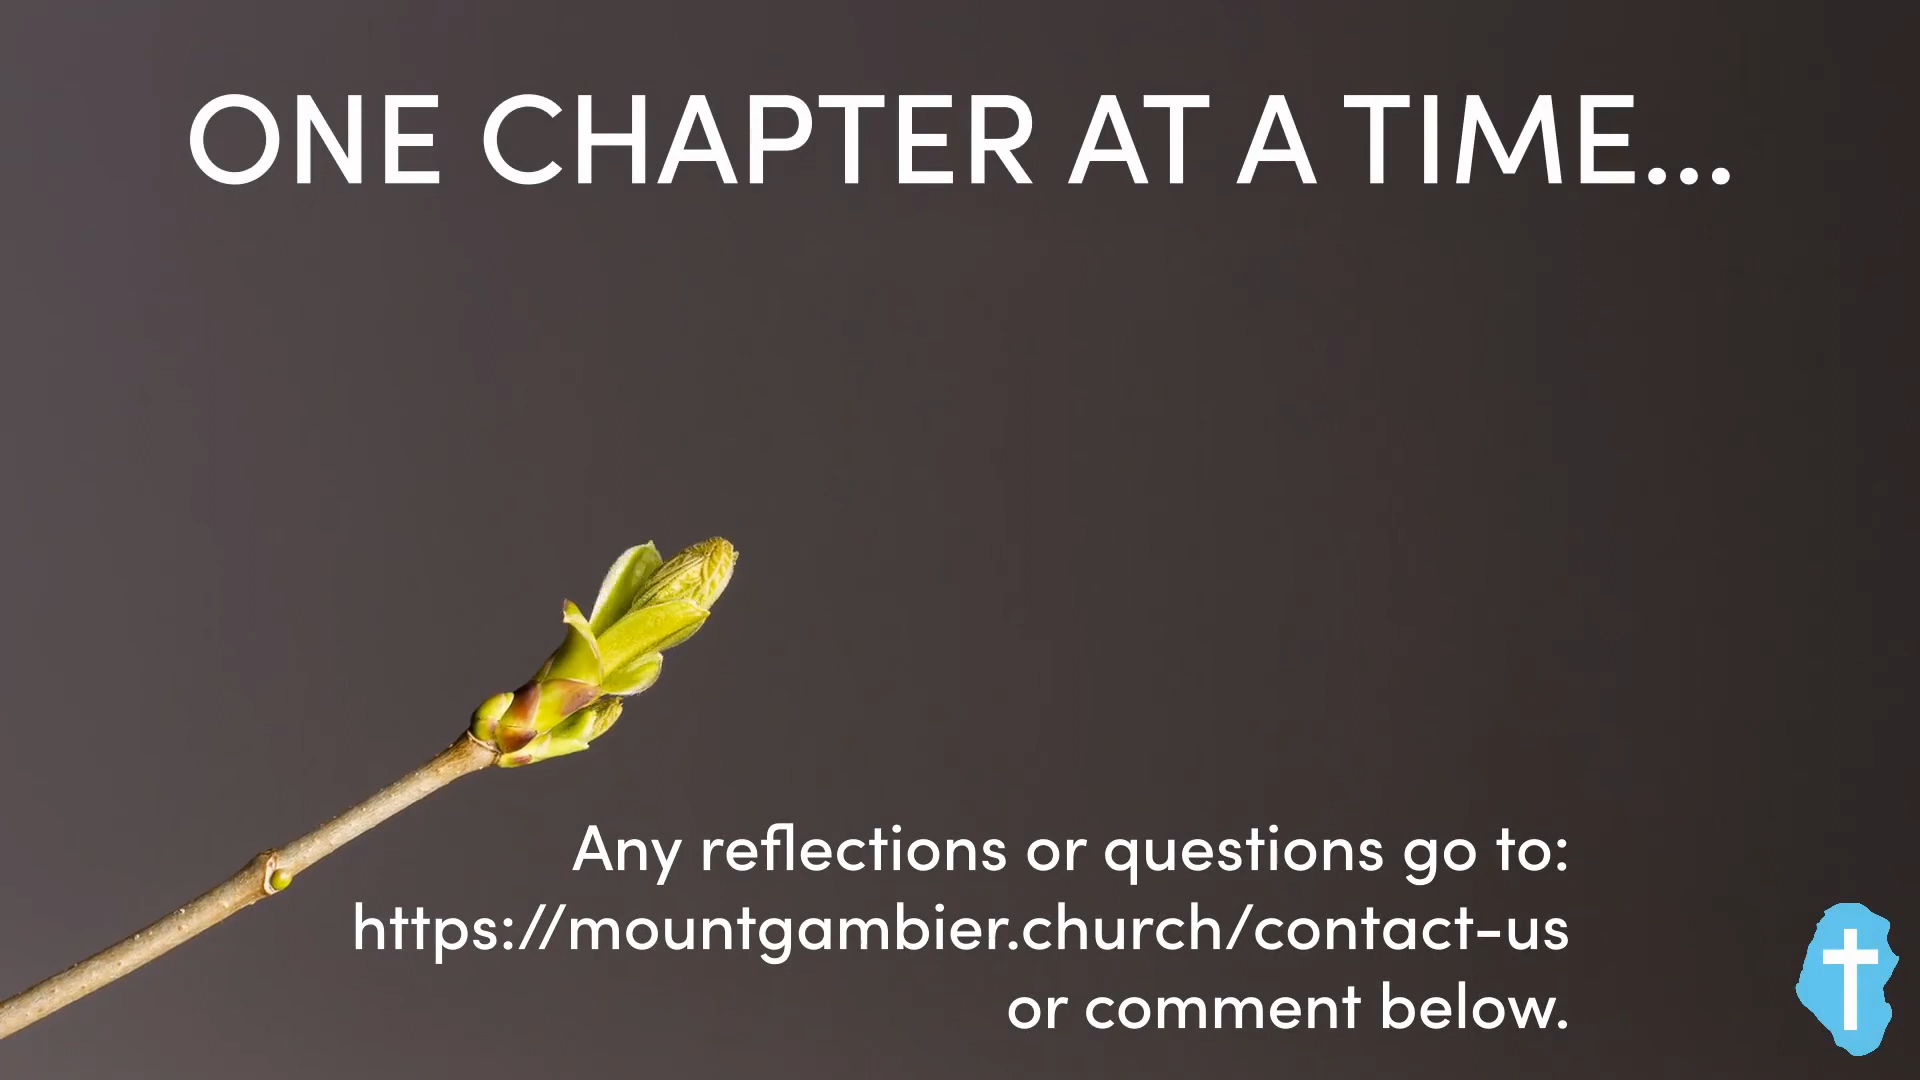 ONE CHAPTER AT A TIME...
Any reflections or questions go to:
https://mountgambier.church/contact-us
or comment below.